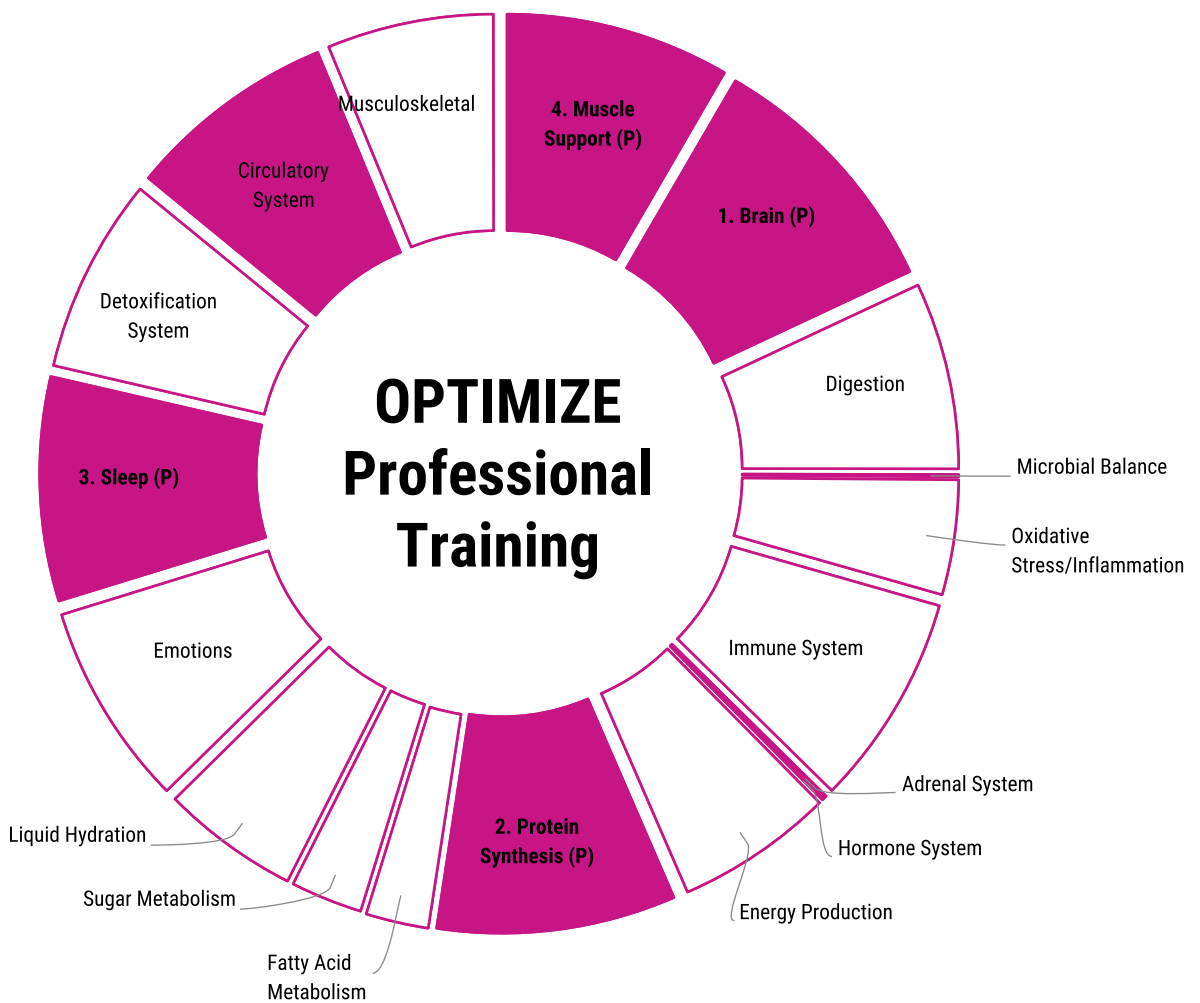 Musculoskeletal
4. Muscle
Support (P)
Circulatory
System
1. Brain (P)
Detoxification
System
Digestion
OPTIMIZE
Professional
Training
3. Sleep (P)
Microbial Balance
Oxidative
Stress/Inflammation
Emotions
Immune System
Adrenal System
Liquid Hydration
2. Protein
Synthesis (P)
Hormone System
Sugar Metabolism
Energy Production
Fatty Acid
Metabolism